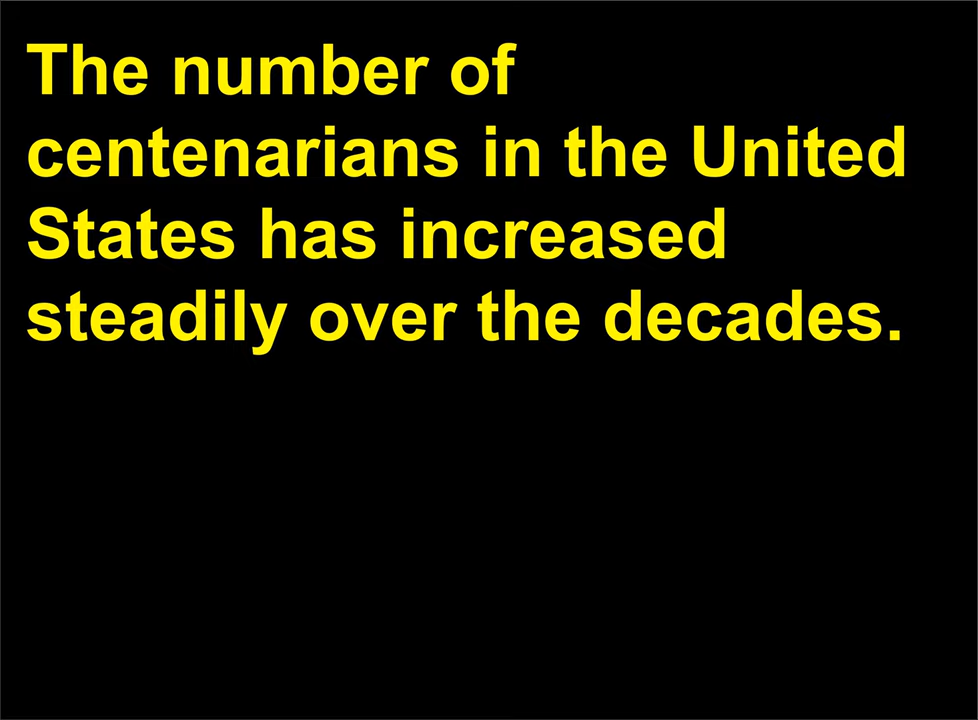 The number of
centenarians in the United
States has increased
steadily over the decades.